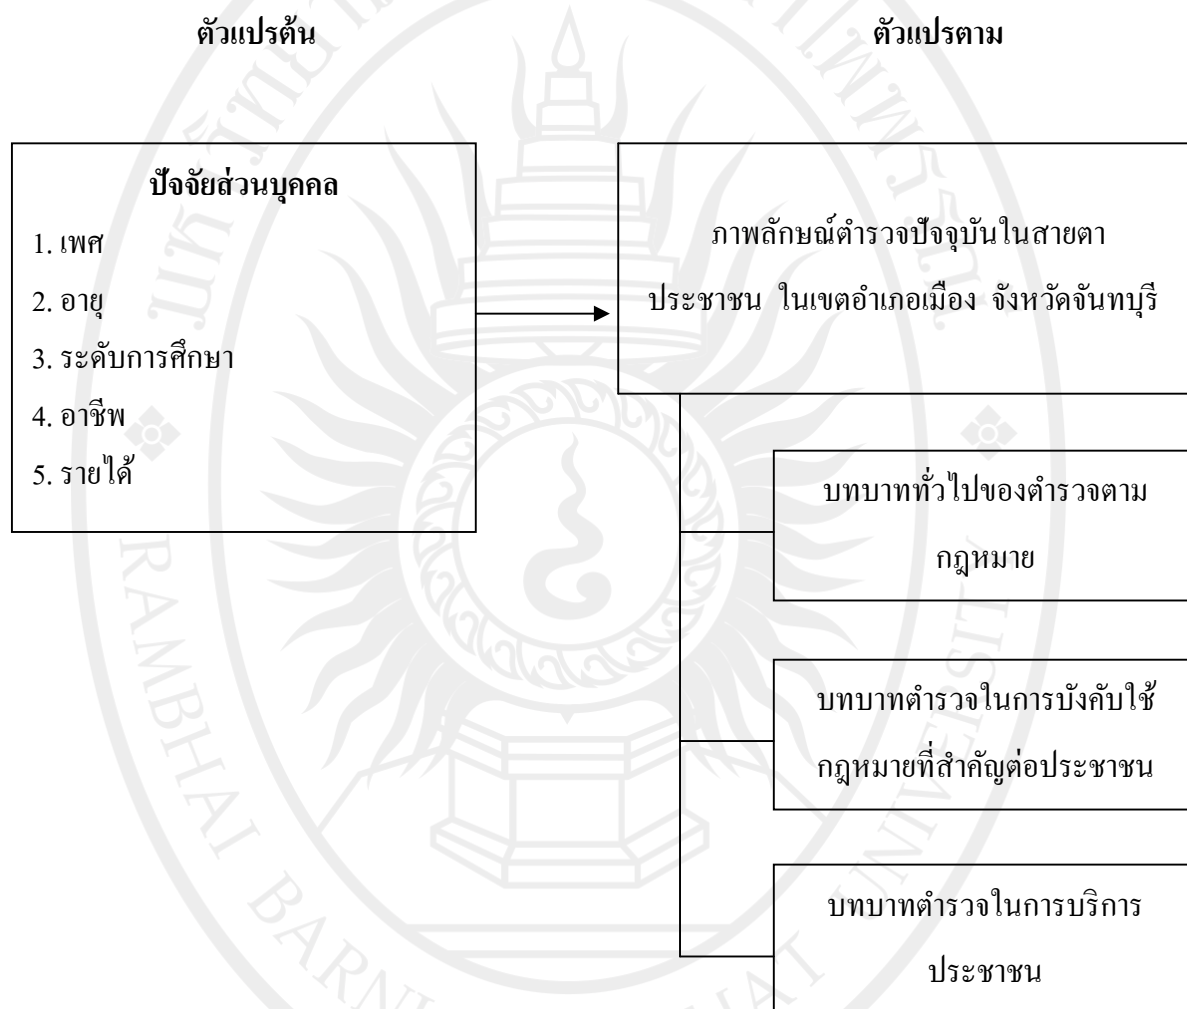 ตัวแปรต้น
ตัวแปรตาม
ปัจจัยส่วนบุคคล
1. เพศ
2. อายุ
3. ระดับการศึกษา
4. อาชีพ
5. รายได้
ภาพลักษณ์ตำรวจปัจจุบันในสายตา
ประชาชน ในเขตอำเภอเมือง จังหวัดจันทบุรี
บทบาททั่วไปของตำรวจตาม
กฎหมาย
บทบาทตำรวจในการบังคับใช้
กฎหมายที่สำคัญต่อประชาชน
บทบาทตำรวจในการบริการ
ประชาชน
RAMBHAI BARNI